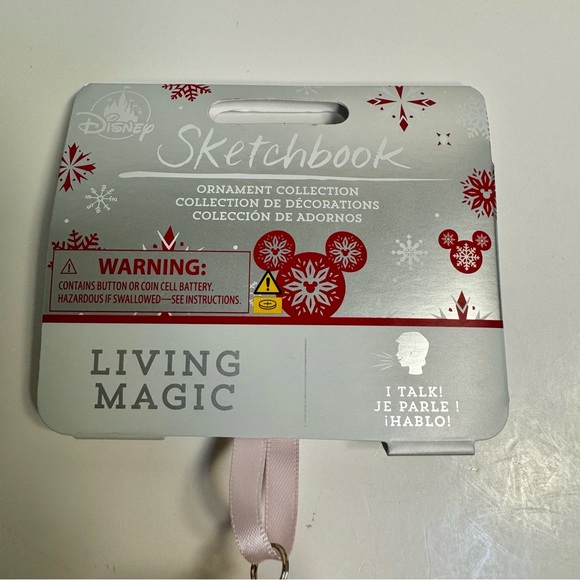 Disney
Sketchbook
ORNAMENT COLLECTION
COLLECTION DE DÉCORATIONS
COLECCIÓN DE ADORNOS
WARNING:
CONTAINS BUTTON OR COIN CELL BATTERY.
HAZARDOUS IF SWALLOWED—SEE INSTRUCTIONS.
LIVING
MAGIC
I TALK!
JE PARLE !
¡HABLO!